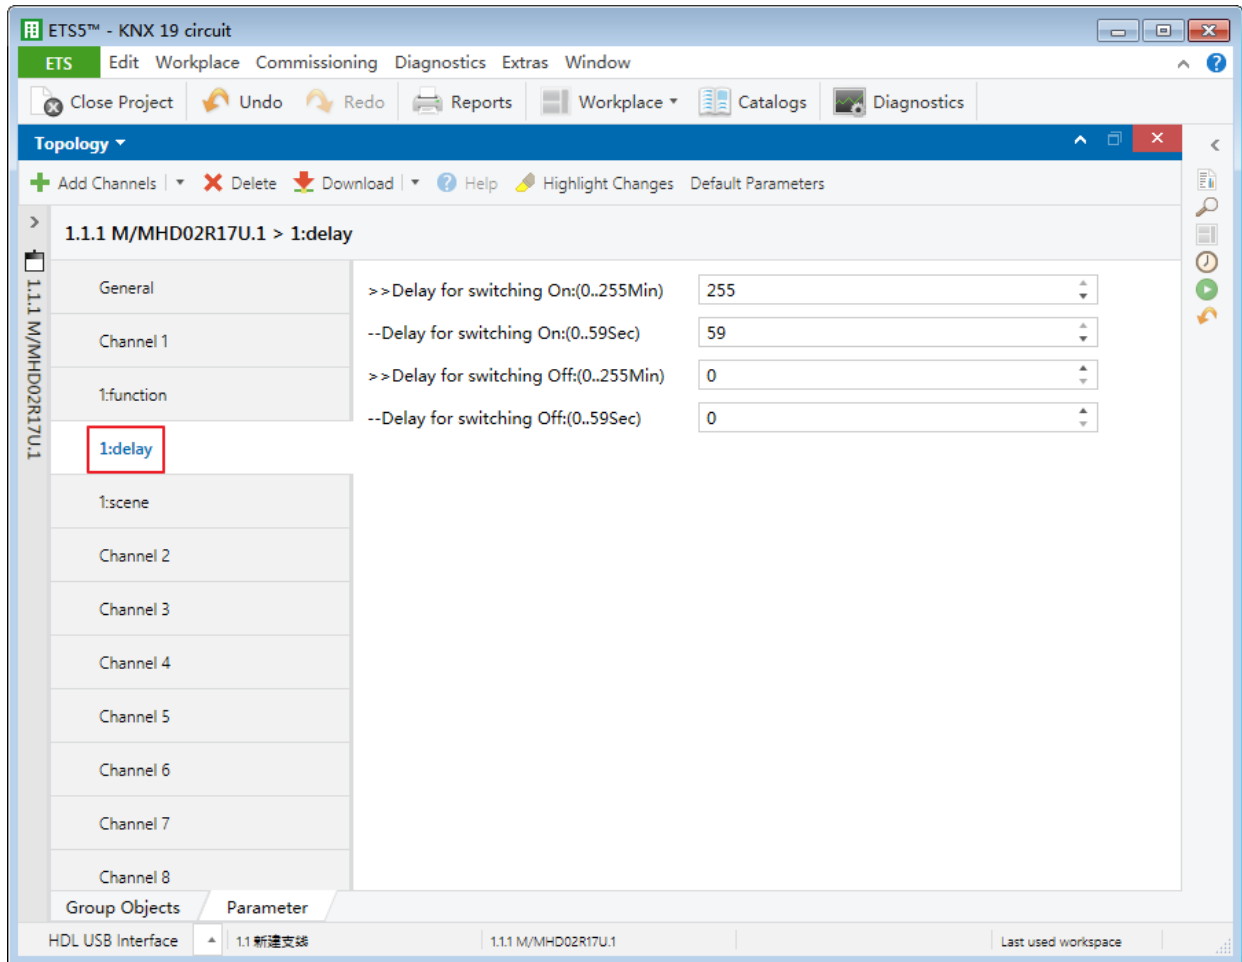 ETS5™ - KNX 19 circuit
ETS Edit Workplace Commissioning Diagnostics Extras Window
Close Project Undo Redo Reports Workplace Catalogs Diagnostics
Topology
Add Channels Delete Download Help Highlight Changes Default Parameters
1.1.1 M/MHD02R17U.1
1.1.1 M/MHD02R17U.1 > 1:delay
General
Channel 1
1:function
1:delay
1:scene
Channel 2
Channel 3
Channel 4
Channel 5
Channel 6
Channel 7
Channel 8
>>Delay for switching On:(0..255Min) 255
--Delay for switching On:(0..59Sec) 59
>>Delay for switching Off:(0..255Min) 0
--Delay for switching Off:(0..59Sec) 0
Group Objects Parameter
HDL USB Interface 1.1 新建支线 1.1.1 M/MHD02R17U.1 Last used workspace